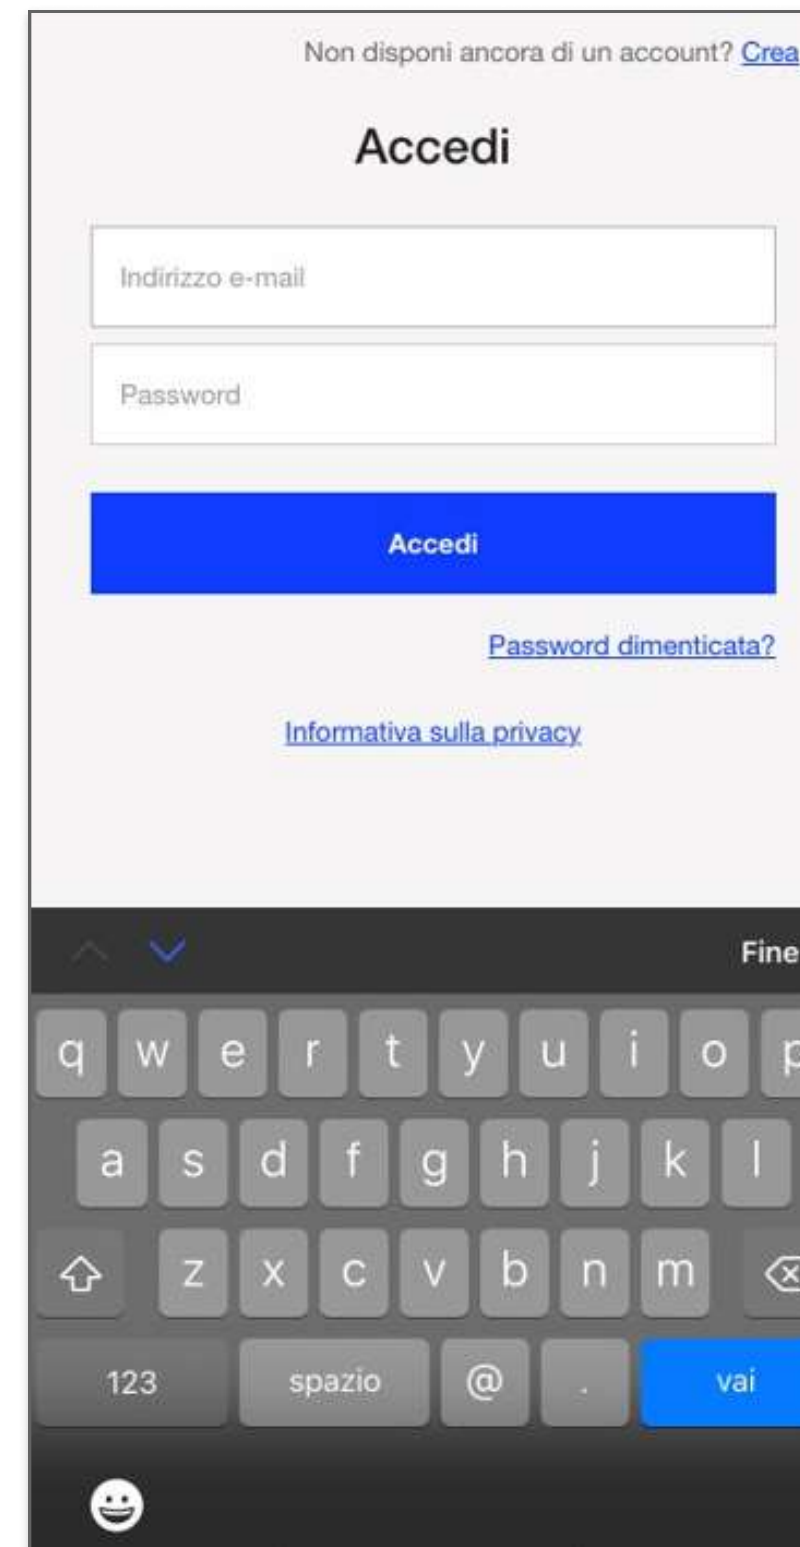 Non disponi ancora di un account? Crea
Accedi
Indirizzo e-mail
Password
Accedi
Password dimenticata?
Informativa sulla privacy
Fine
q w e r t y u i o p
a s d f g h j k l
z x c v b n m
123 spazio @ . vai